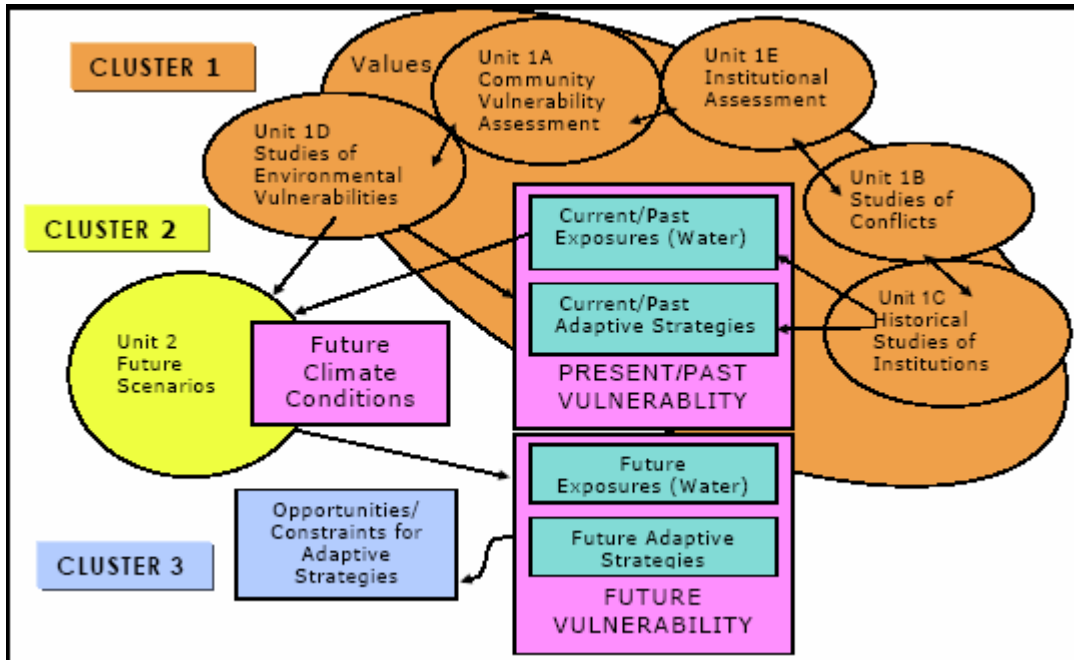 CLUSTER 1
Values
Unit 1A
Community
Vulnerability
Assessment
Unit 1E
Institutional
Assessment
Unit 1D
Studies of
Environmental
Vulnerabilities
Unit 1B
Studies of
Conflicts
CLUSTER 2
Current/Past
Exposures (Water)
Current/Past
Adaptive Strategies
PRESENT/PAST
VULNERABLITY
Unit 1C
Historical
Studies of
Institutions
Unit 2
Future
Scenarios
Future
Climate
Conditions
Future
Exposures (Water)
Future Adaptive
Strategies
FUTURE
VULNERABILITY
Opportunities/
Constraints for
Adaptive
Strategies
CLUSTER 3